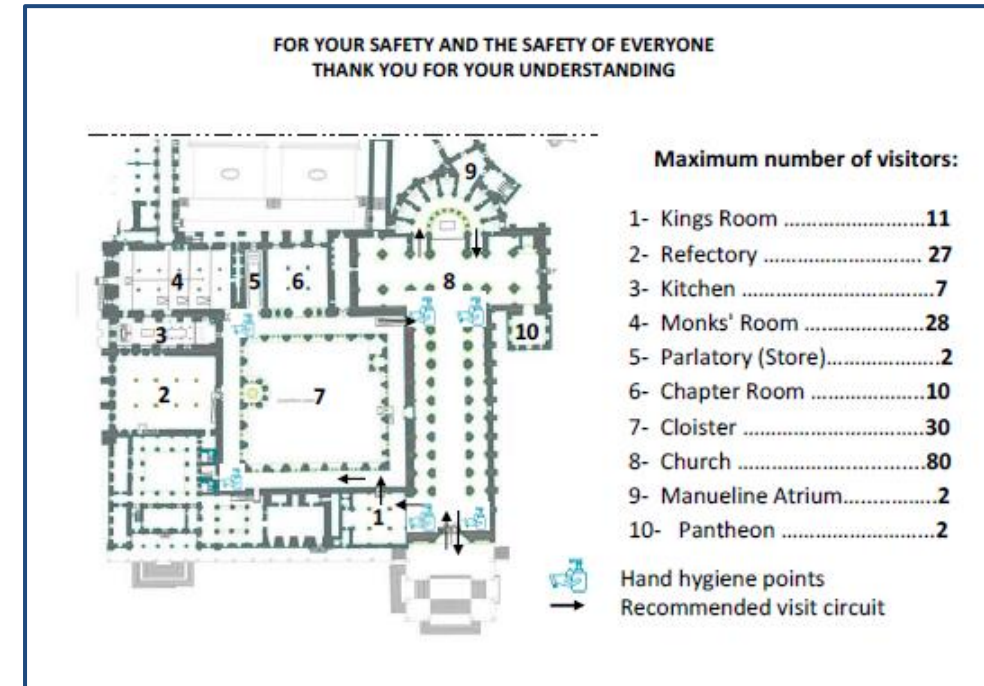 FOR YOUR SAFETY AND THE SAFETY OF EVERYONE
THANK YOU FOR YOUR UNDERSTANDING
9
4
5
6
8
3
10
2
7
1
Maximum number of visitors:
1- Kings Room ............................11
2- Refectory ............................... 27
3- Kitchen ......................................7
4- Monks' Room ..........................28
5- Parlatory (Store).......................2
6- Chapter Room .........................10
7- Cloister ....................................30
8- Church .....................................80
9- Manueline Atrium..................2
10- Pantheon ..............................2
Hand hygiene points
Recommended visit circuit